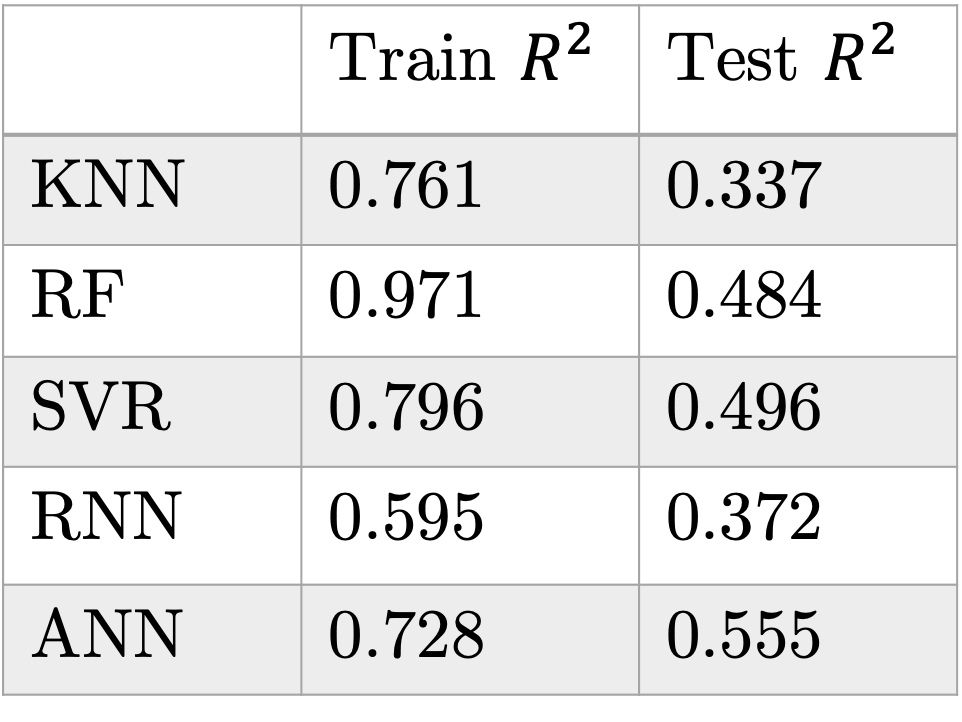 Train R² Test R²
KNN 0.761 0.337
RF 0.971 0.484
SVR 0.796 0.496
RNN 0.595 0.372
ANN 0.728 0.555